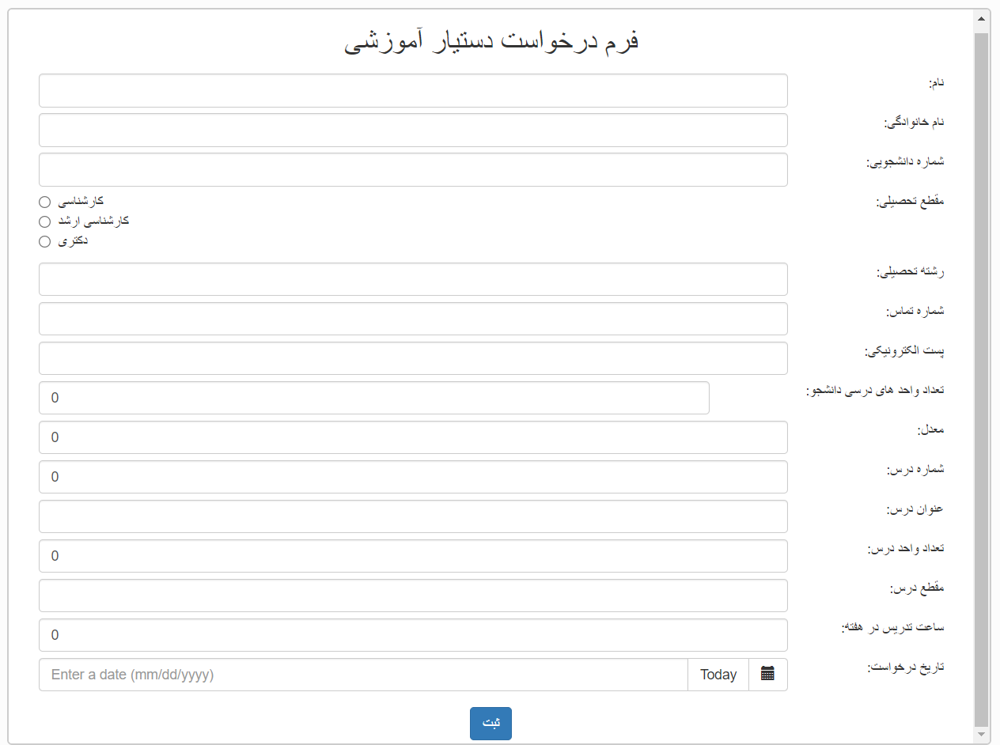 فرم درخواست دستیار آموزشی
نام:
نام خانوادگی:
شماره دانشجویی:
مقطع تحصیلی:
کارشناسی
کارشناسی ارشد
دکتری
رشته تحصیلی:
شماره تماس:
پست الکترونیکی:
تعداد واحد های درسی دانشجو:
0
معدل:
0
شماره درس:
0
عنوان درس:
تعداد واحد درس:
0
مقطع درس:
ساعت تدریس در هفته:
0
تاریخ درخواست:
Enter a date (mm/dd/yyyy) Today
ثبت